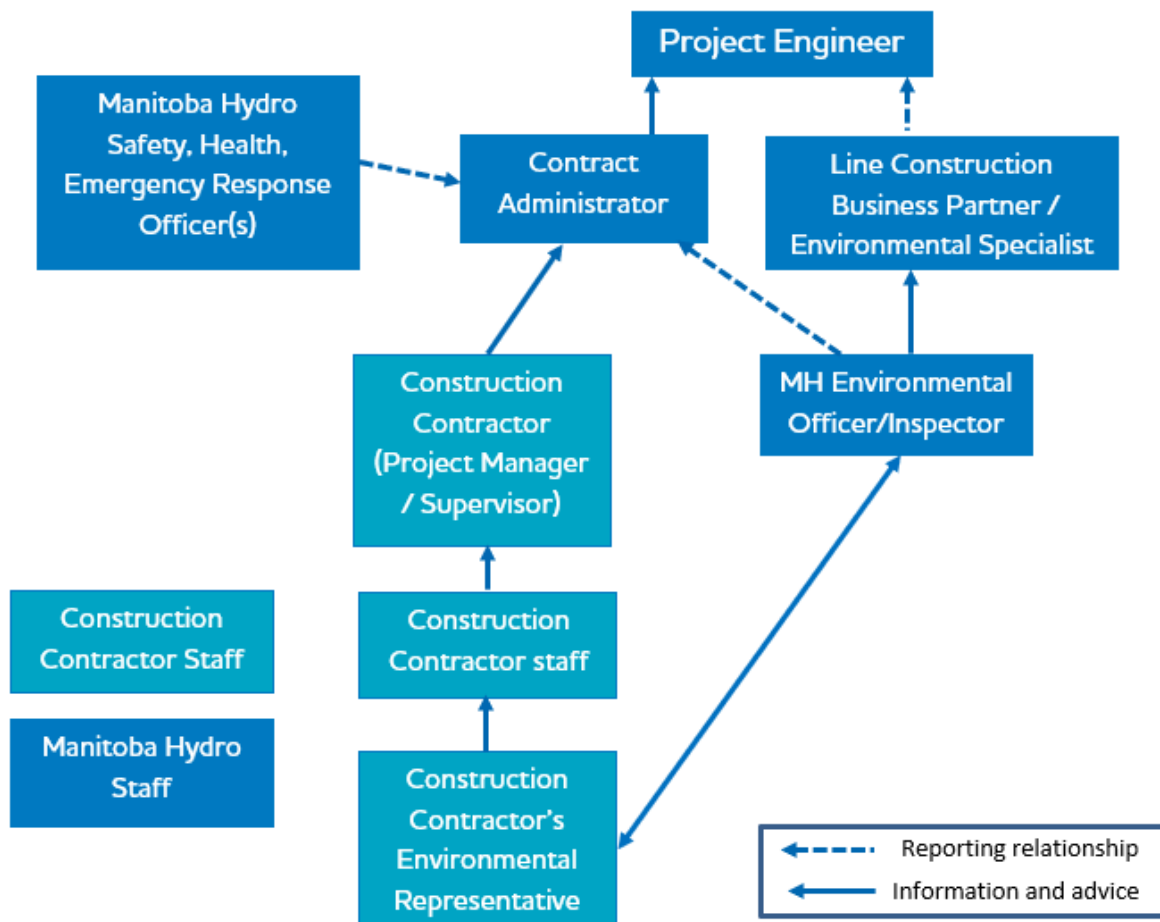 Project Engineer
Manitoba Hydro
Safety, Health,
Emergency Response
Officer(s)
Contract
Administrator
Line Construction
Business Partner /
Environmental Specialist
Construction
Contractor
(Project Manager
/ Supervisor)
MH Environmental
Officer/Inspector
Construction
Contractor Staff
Construction
Contractor staff
Manitoba Hydro
Staff
Construction
Contractor's
Environmental
Representative
Reporting relationship
Information and advice